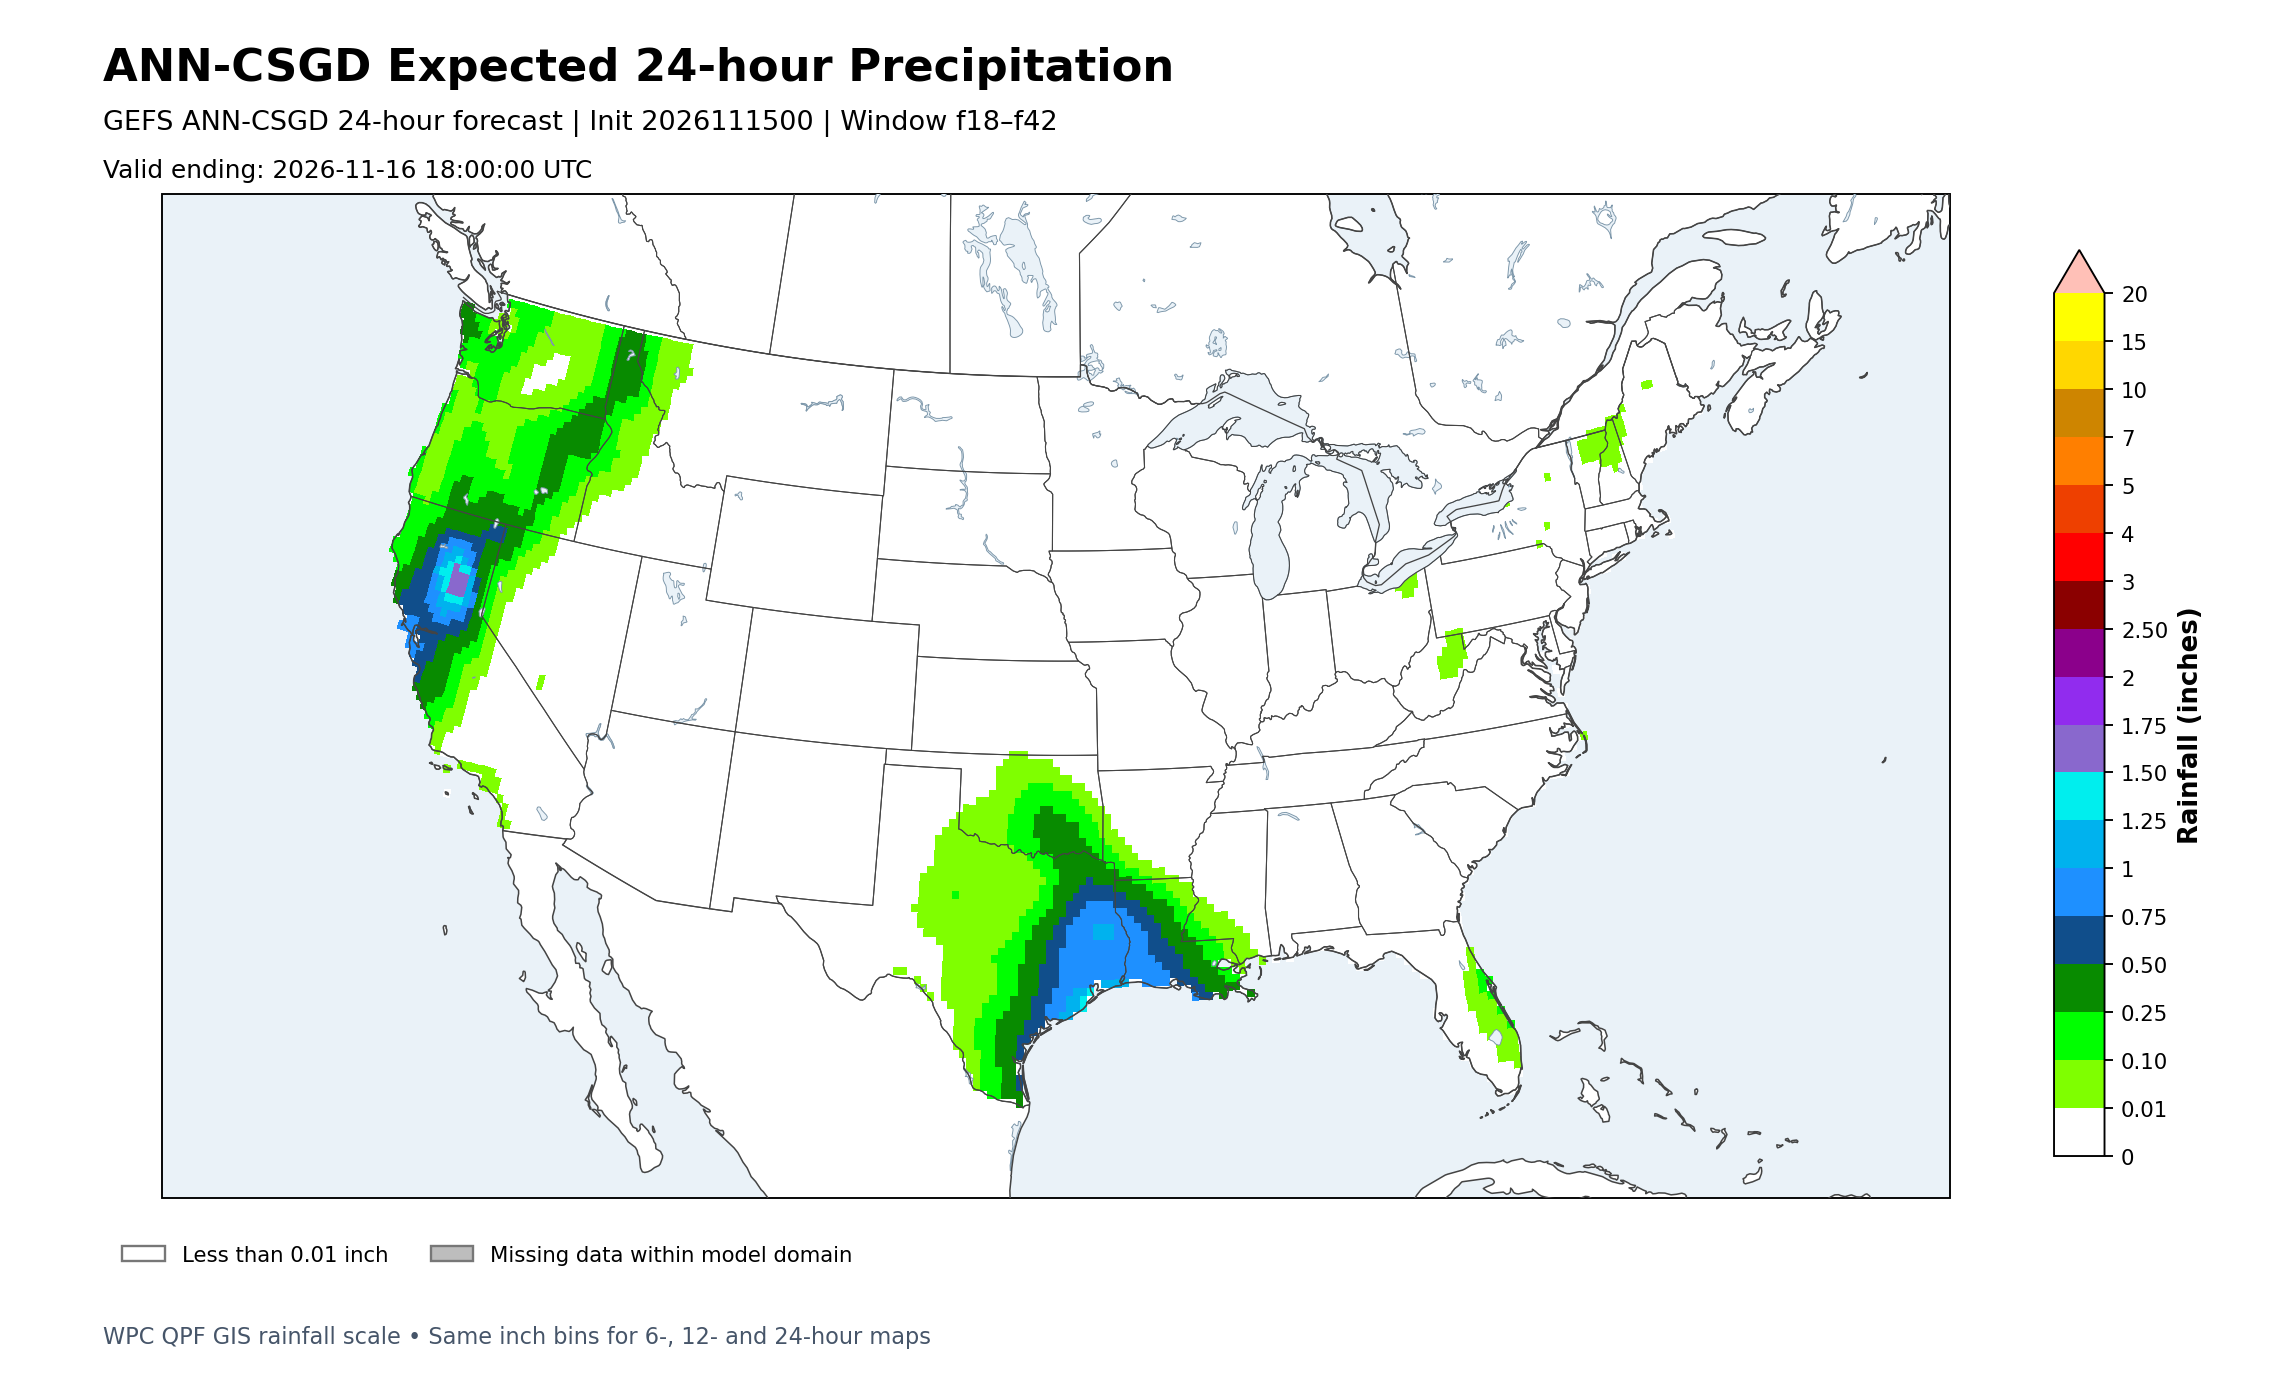 ANN-CSGD Expected 24-hour Precipitation
GEFS ANN-CSGD 24-hour forecast | Init 2026111500 | Window f18–f42
Valid ending: 2026-11-16 18:00:00 UTC
20
15
10
7
5
4
3
2.50
2
1.75
1.50
1.25
1
0.75
0.50
0.25
0.10
0.01
0
Rainfall (inches)
Less than 0.01 inch
Missing data within model domain
WPC QPF GIS rainfall scale • Same inch bins for 6-, 12- and 24-hour maps